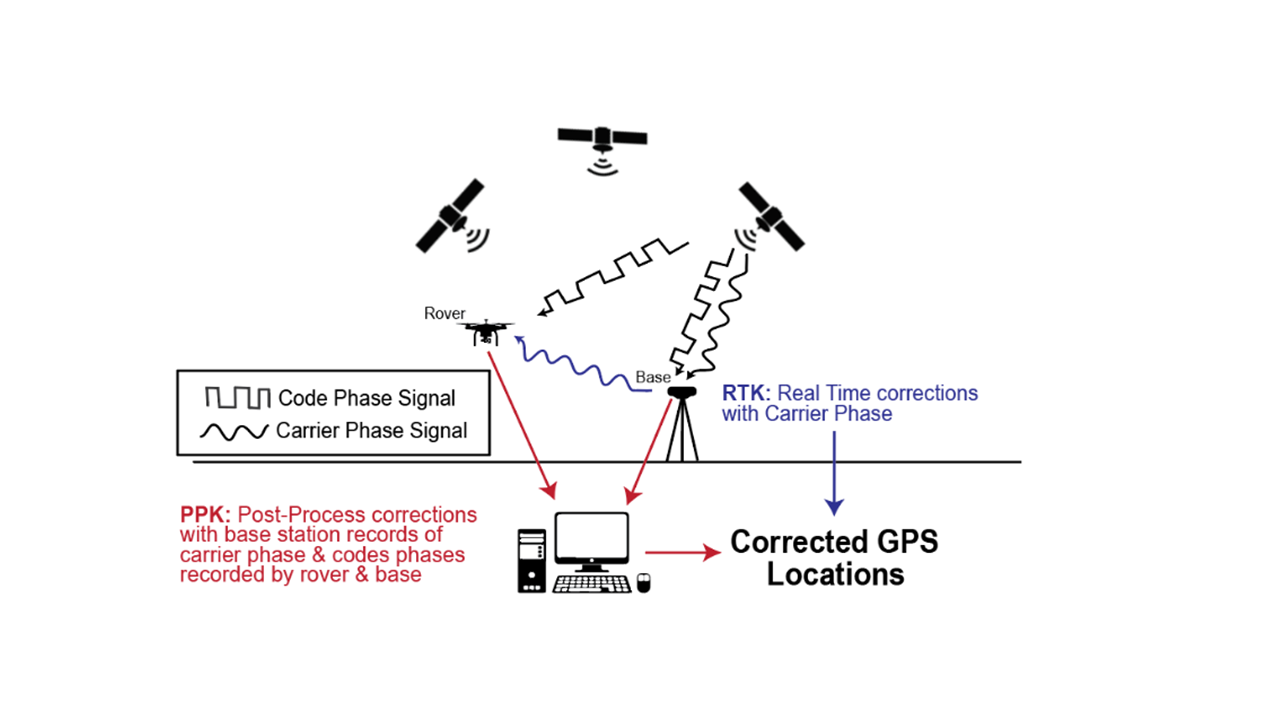 Rover
Base
Code Phase Signal
Carrier Phase Signal
RTK: Real Time corrections
with Carrier Phase
PPK: Post-Process corrections
with base station records of
carrier phase & codes phases
recorded by rover & base
Corrected GPS
Locations